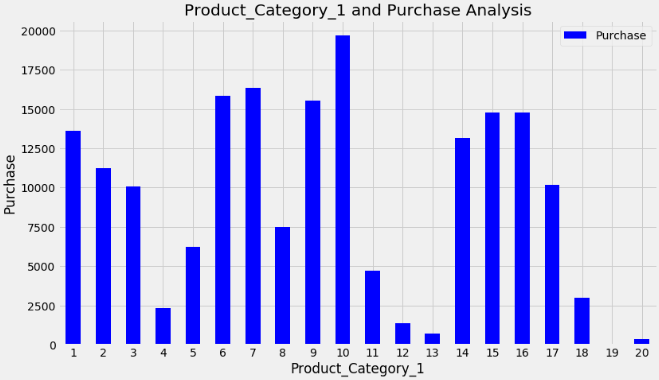 Product_Category_1 and Purchase Analysis
Purchase
20000
17500
15000
12500
10000
7500
5000
2500
0
Purchase
1 2 3 4 5 6 7 8 9 10 11 12 13 14 15 16 17 18 19 20
Product_Category_1